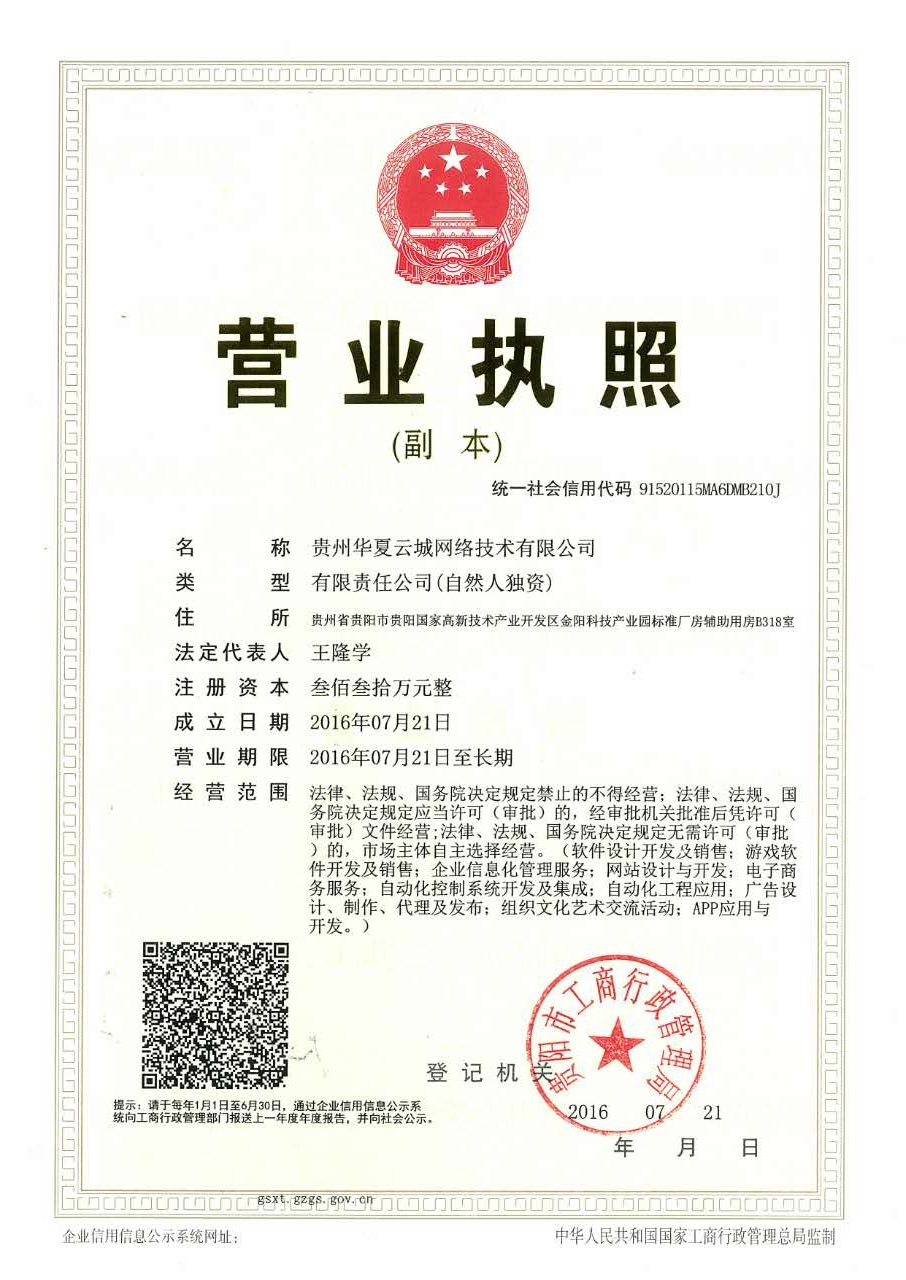 营业执照
(副 本)
统一社会信用代码 91520115MA6DMB210J
名 称 贵州华夏云城网络技术有限公司
类 型 有限责任公司(自然人独资)
住 所 贵州省贵阳市贵阳国家高新技术产业开发区金阳科技产业园标准厂房辅助用房B318室
法定代表人 王隆学
注册资本 叁佰叁拾万元整
成立日期 2016年07月21日
营业期限 2016年07月21日至长期
经营范围 法律、法规、国务院决定规定禁止的不得经营；法律、法规、国
务院决定规定应当许可（审批）的，经审批机关批准后凭许可（
审批）文件经营;法律、法规、国务院决定规定无需许可（审批
）的，市场主体自主选择经营。（软件设计开发及销售；游戏软
件开发及销售；企业信息化管理服务；网站设计与开发；电子商
务服务；自动化控制系统开发及集成；自动化工程应用；广告设
计、制作、代理及发布；组织文化艺术交流活动；APP应用与
开发。）
贵阳市工商行政管理局
登记机关
2016 07 21
年 月 日
提示：请于每年1月1日至6月30日，通过企业信用信息公示系
统向工商行政管理部门报送上一年度年度报告，并向社会公示。
gsxt.gzgs.gov.cn
企业信用信息公示系统网址：
中华人民共和国国家工商行政管理总局监制